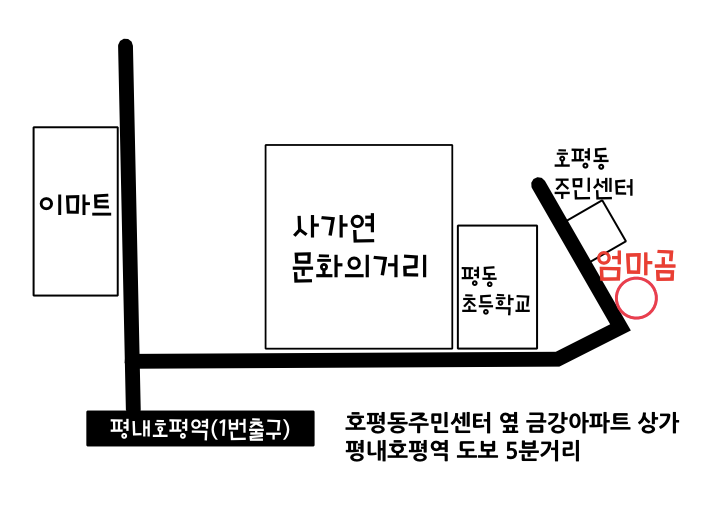 호평동
주민센터
이마트
사가연
문화의거리
엄마곰
평동
초등학교
평내호평역(1번출구)
호평동주민센터 옆 금강아파트 상가
평내호평역 도보 5분거리